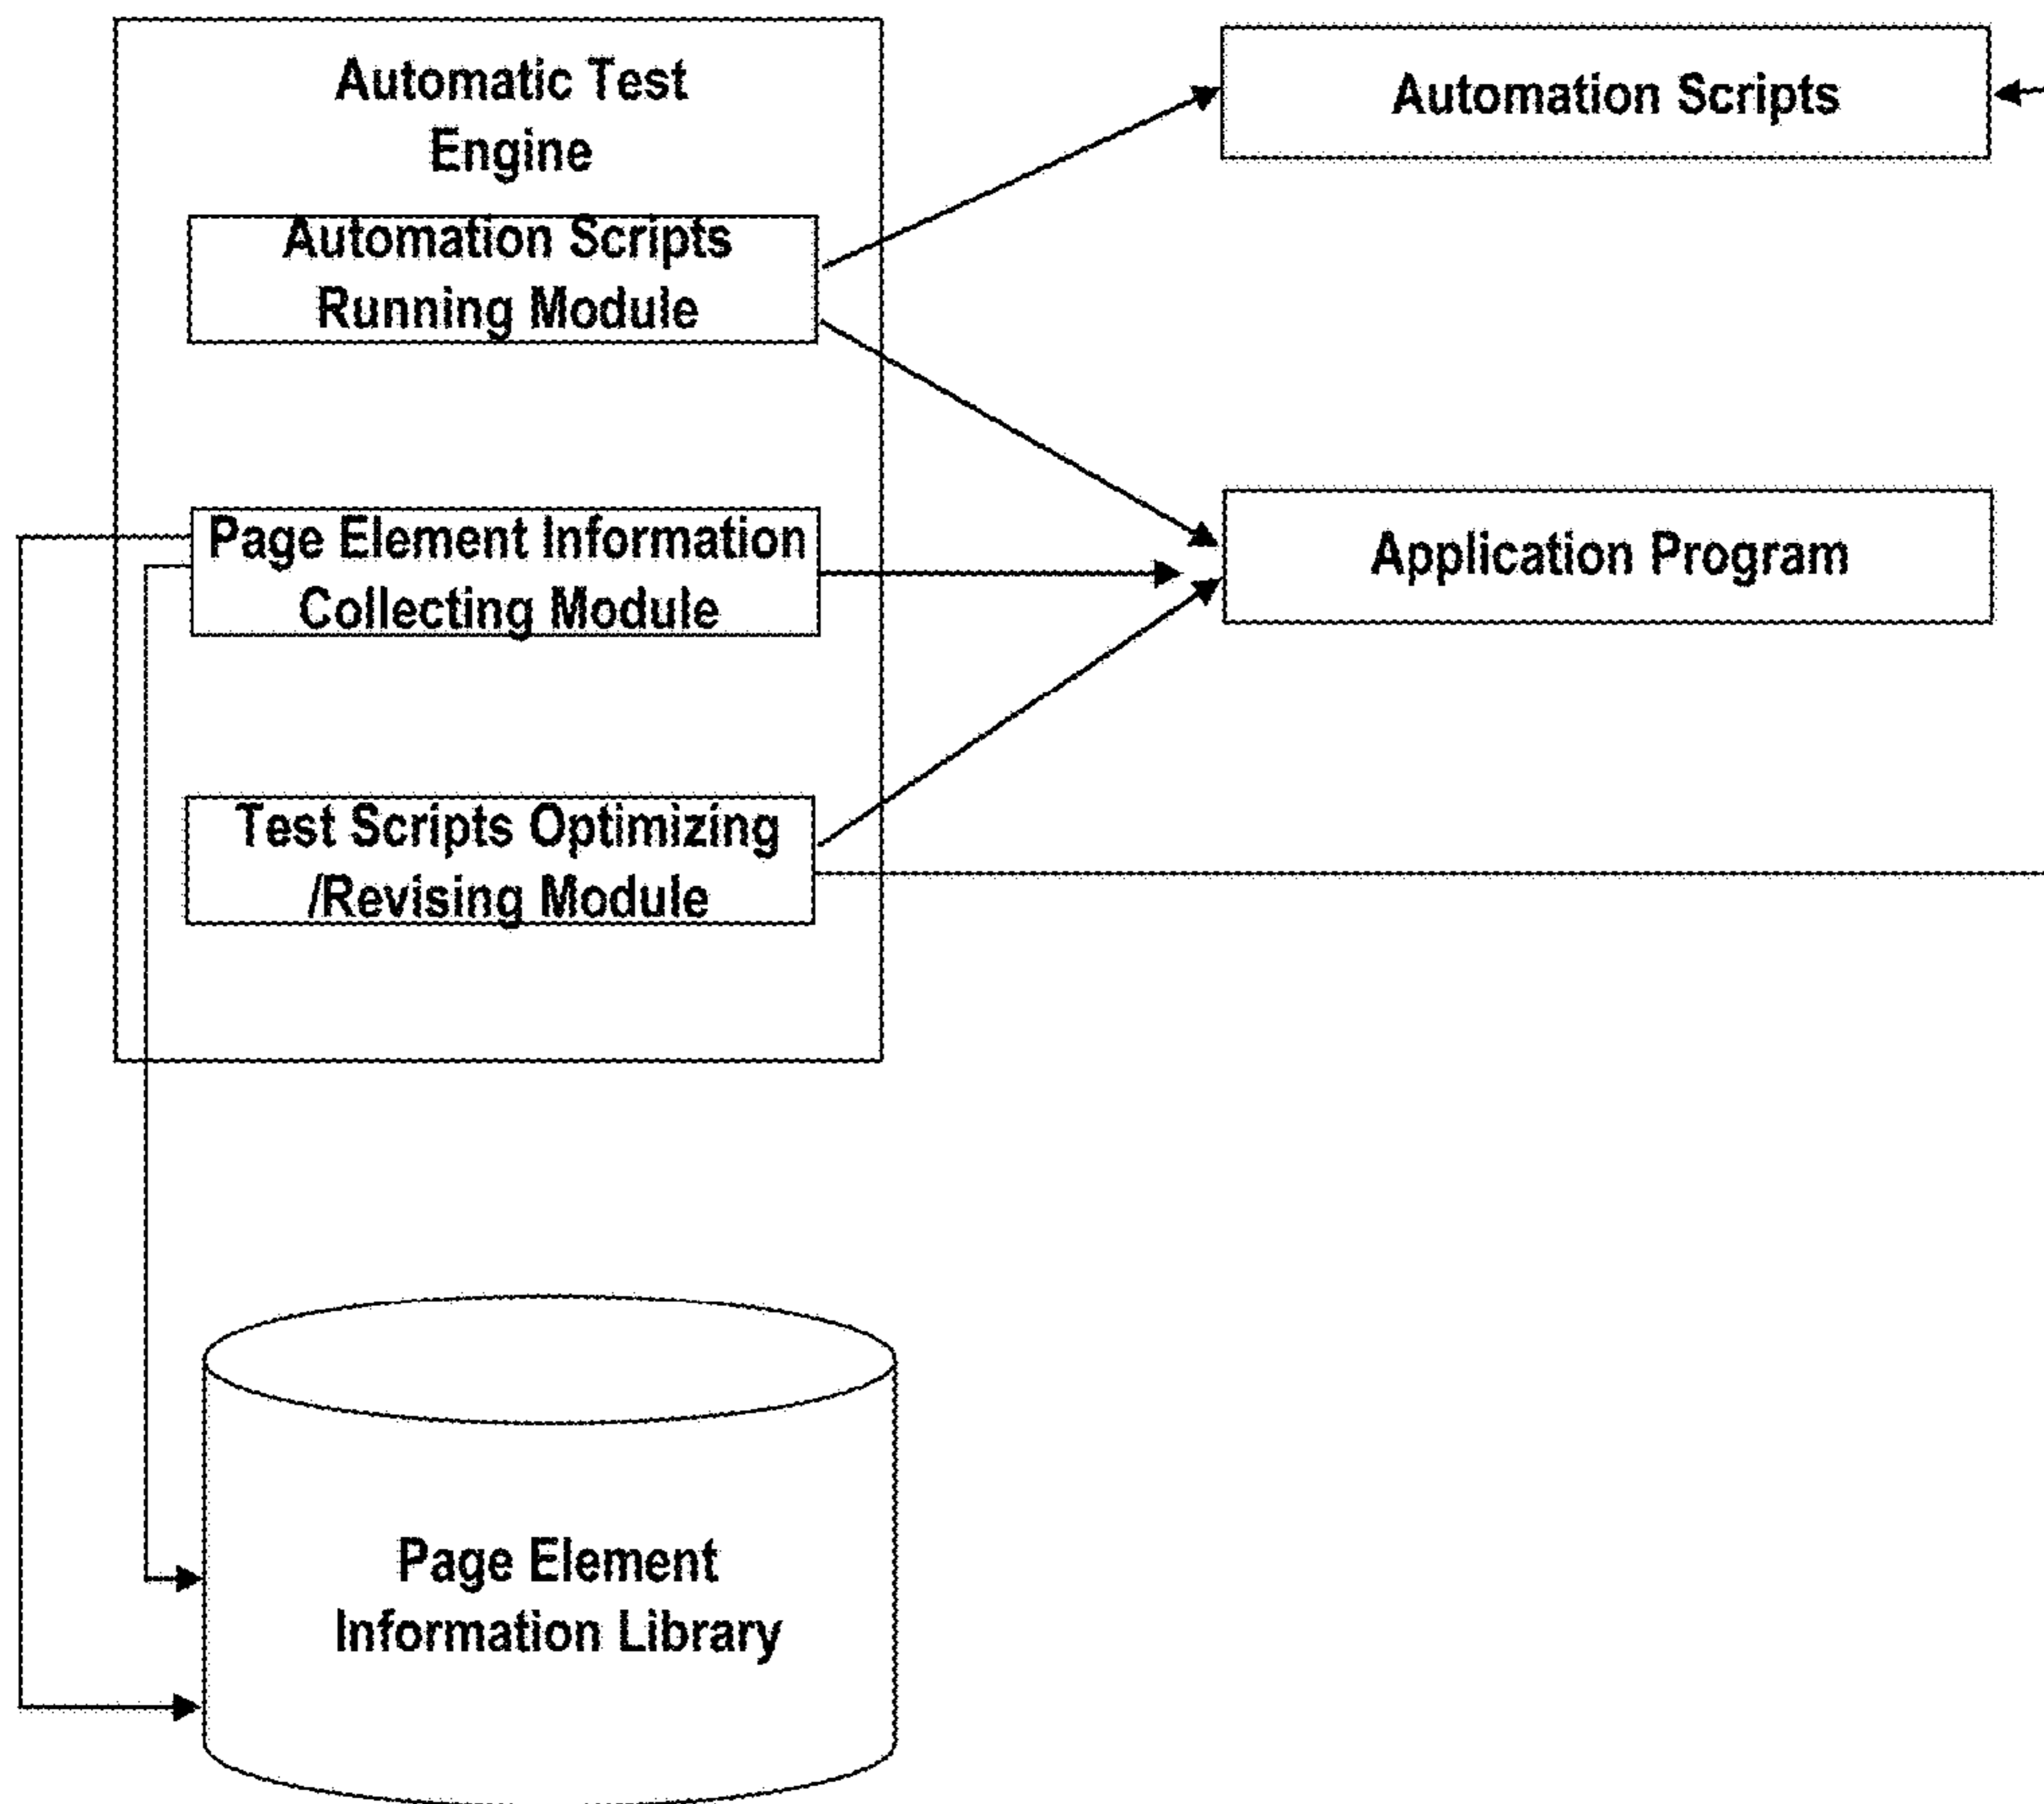 Automatic Test
Engine
Automation Scripts
Running Module
Page Element Information
Collecting Module
Test Scripts Optimizing
/Revising Module
Automation Scripts
Application Program
Page Element
Information Library